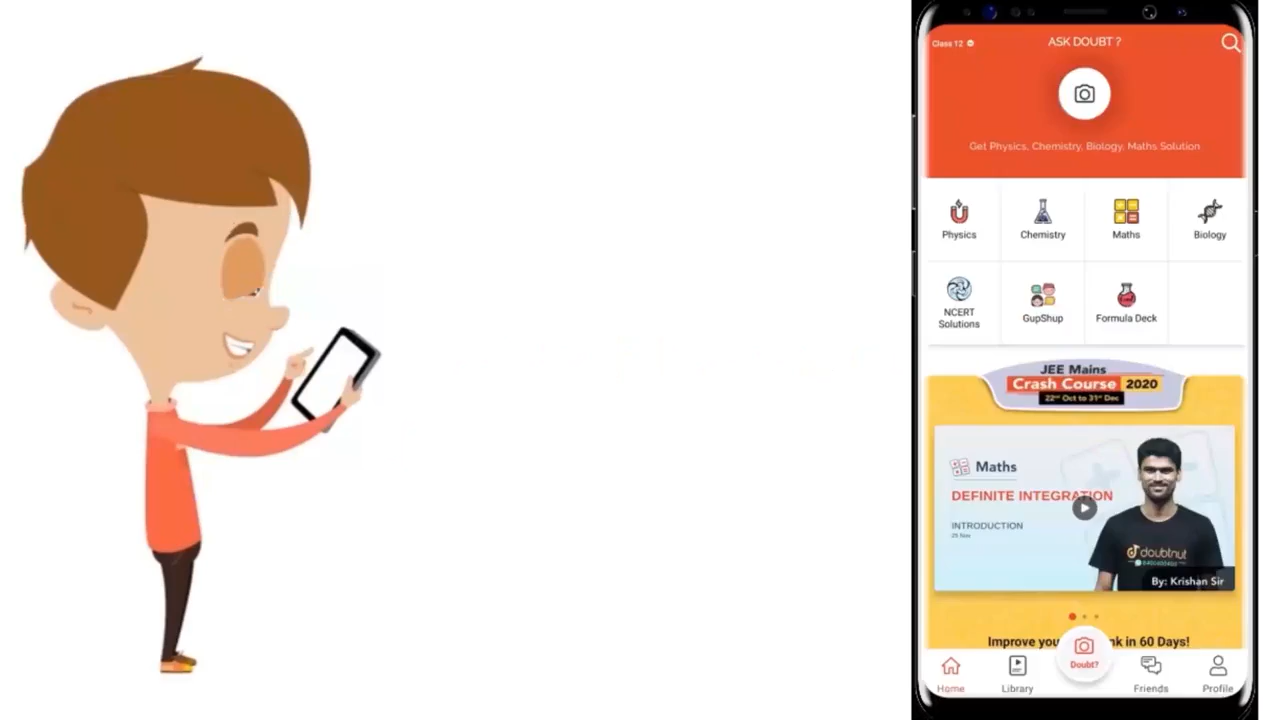 Class 12
ASK DOUBT ?
Get Physics, Chemistry, Biology, Maths Solution
Physics
Chemistry
Maths
Biology
NCERT
Solutions
GupShup
Formula Deck
JEE Mains
Crash Course 2020
22nd Oct to 31st Dec
Maths
DEFINITE INTEGRATION
INTRODUCTION
doubtnut
By: Krishan Sir
Improve you nk in 60 Days!
Doubt?
Home
Library
Friends
Profile